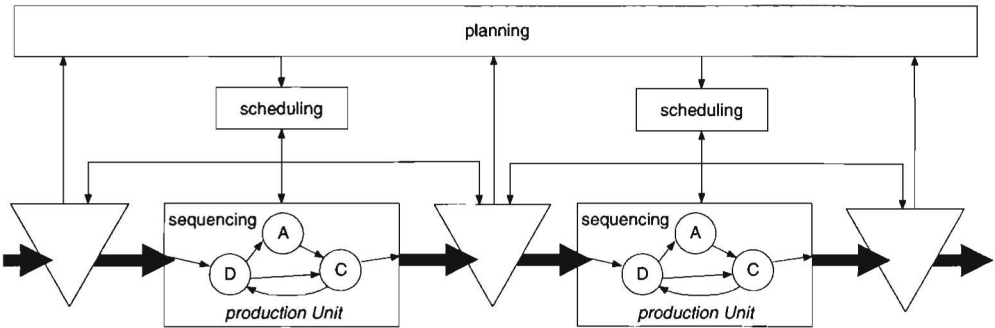 planning
scheduling
scheduling
sequencing
A
D
C
production Unit
sequencing
A
D
C
production Unit